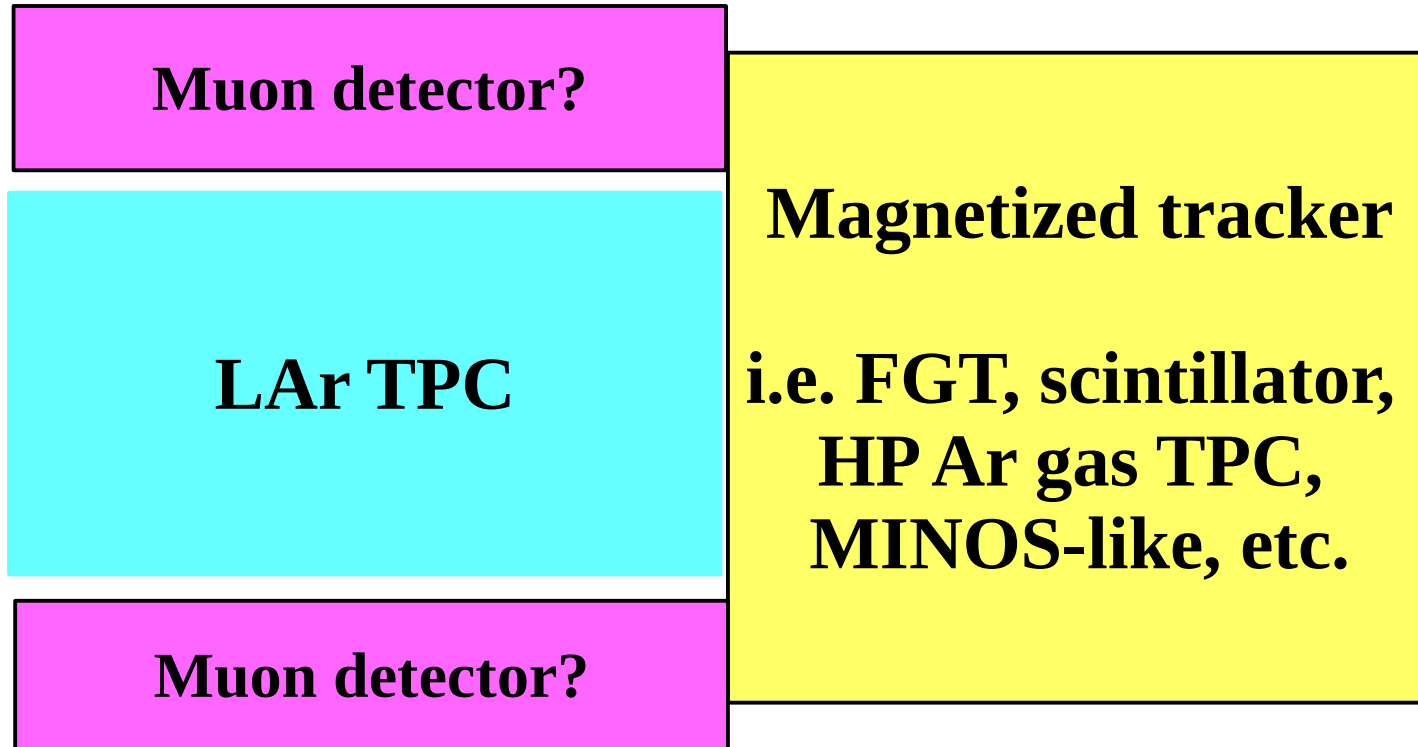 Muon detector?
LAr TPC
Muon detector?
Magnetized tracker
i.e. FGT, scintillator,
HP Ar gas TPC,
MINOS-like, etc.